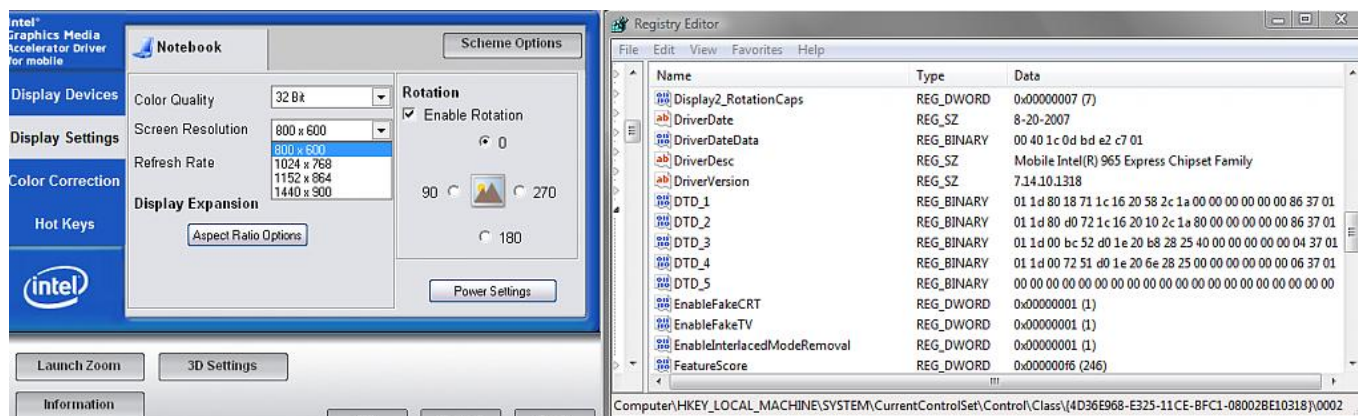 ntel®
Graphics Media
Accelerator Driver
for mobile
Display Devices
Display Settings
Color Correction
Hot Keys
intel
Notebook
Scheme Options
Color Quality
32 Bit
Screen Resolution
800 x 600
800 x 600
1024 x 768
1152 x 864
1440 x 900
Refresh Rate
Display Expansion
Aspect Ratio Options
Rotation
Enable Rotation
0
90
270
180
Power Settings
Launch Zoom
3D Settings
Information
Registry Editor
File Edit View Favorites Help
Name Type Data
Display2_RotationCaps REG_DWORD 0x00000007 (7)
DriverDate REG_SZ 8-20-2007
DriverDateData REG_BINARY 00 40 1c 0d bd e2 c7 01
DriverDesc REG_SZ Mobile Intel(R) 965 Express Chipset Family
DriverVersion REG_SZ 7.14.10.1318
DTD_1 REG_BINARY 01 1d 80 18 71 1c 16 20 58 2c 1a 00 00 00 00 00 00 86 37 01
DTD_2 REG_BINARY 01 1d 80 d0 72 1c 16 20 10 2c 1a 80 00 00 00 00 00 86 37 01
DTD_3 REG_BINARY 01 1d 00 bc 52 d0 1e 20 b8 28 25 40 00 00 00 00 00 04 37 01
DTD_4 REG_BINARY 01 1d 00 72 51 d0 1e 20 6e 28 25 00 00 00 00 00 00 06 37 01
DTD_5 REG_BINARY 00 00 00 00 00 00 00 00 00 00 00 00 00 00 00 00 00 00 00 00
EnableFakeCRT REG_DWORD 0x00000001 (1)
EnableFakeTV REG_DWORD 0x00000001 (1)
EnableInterlacedModeRemoval REG_DWORD 0x00000001 (1)
FeatureScore REG_DWORD 0x000000f6 (246)
Computer\HKEY_LOCAL_MACHINE\SYSTEM\CurrentControlSet\Control\Class\{4D36E968-E325-11CE-BFC1-08002BE10318}\0002